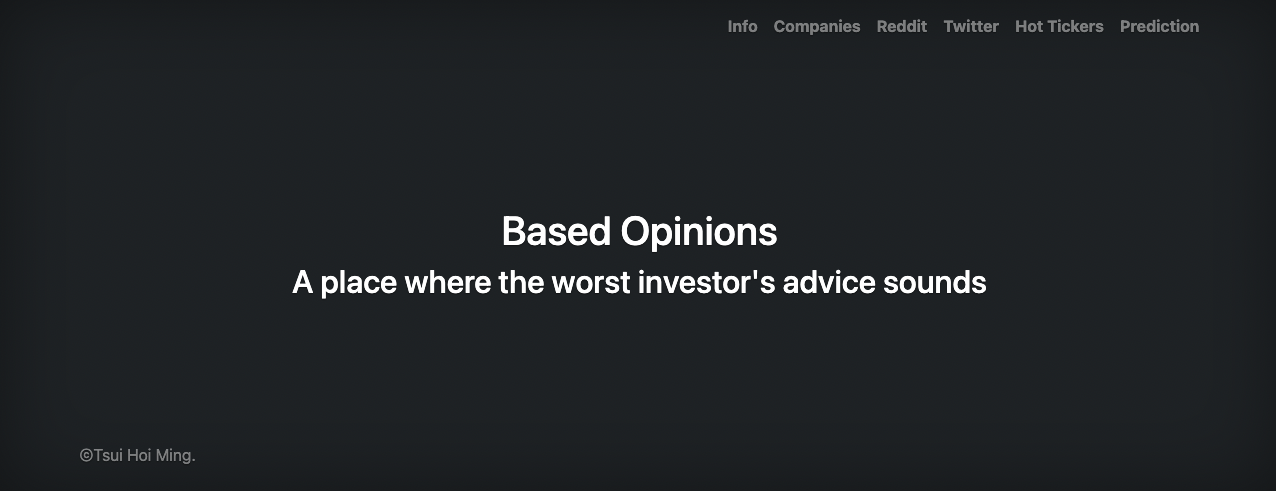 Info Companies Reddit Twitter Hot Tickers Prediction
Based Opinions
A place where the worst investor's advice sounds
©Tsui Hoi Ming.